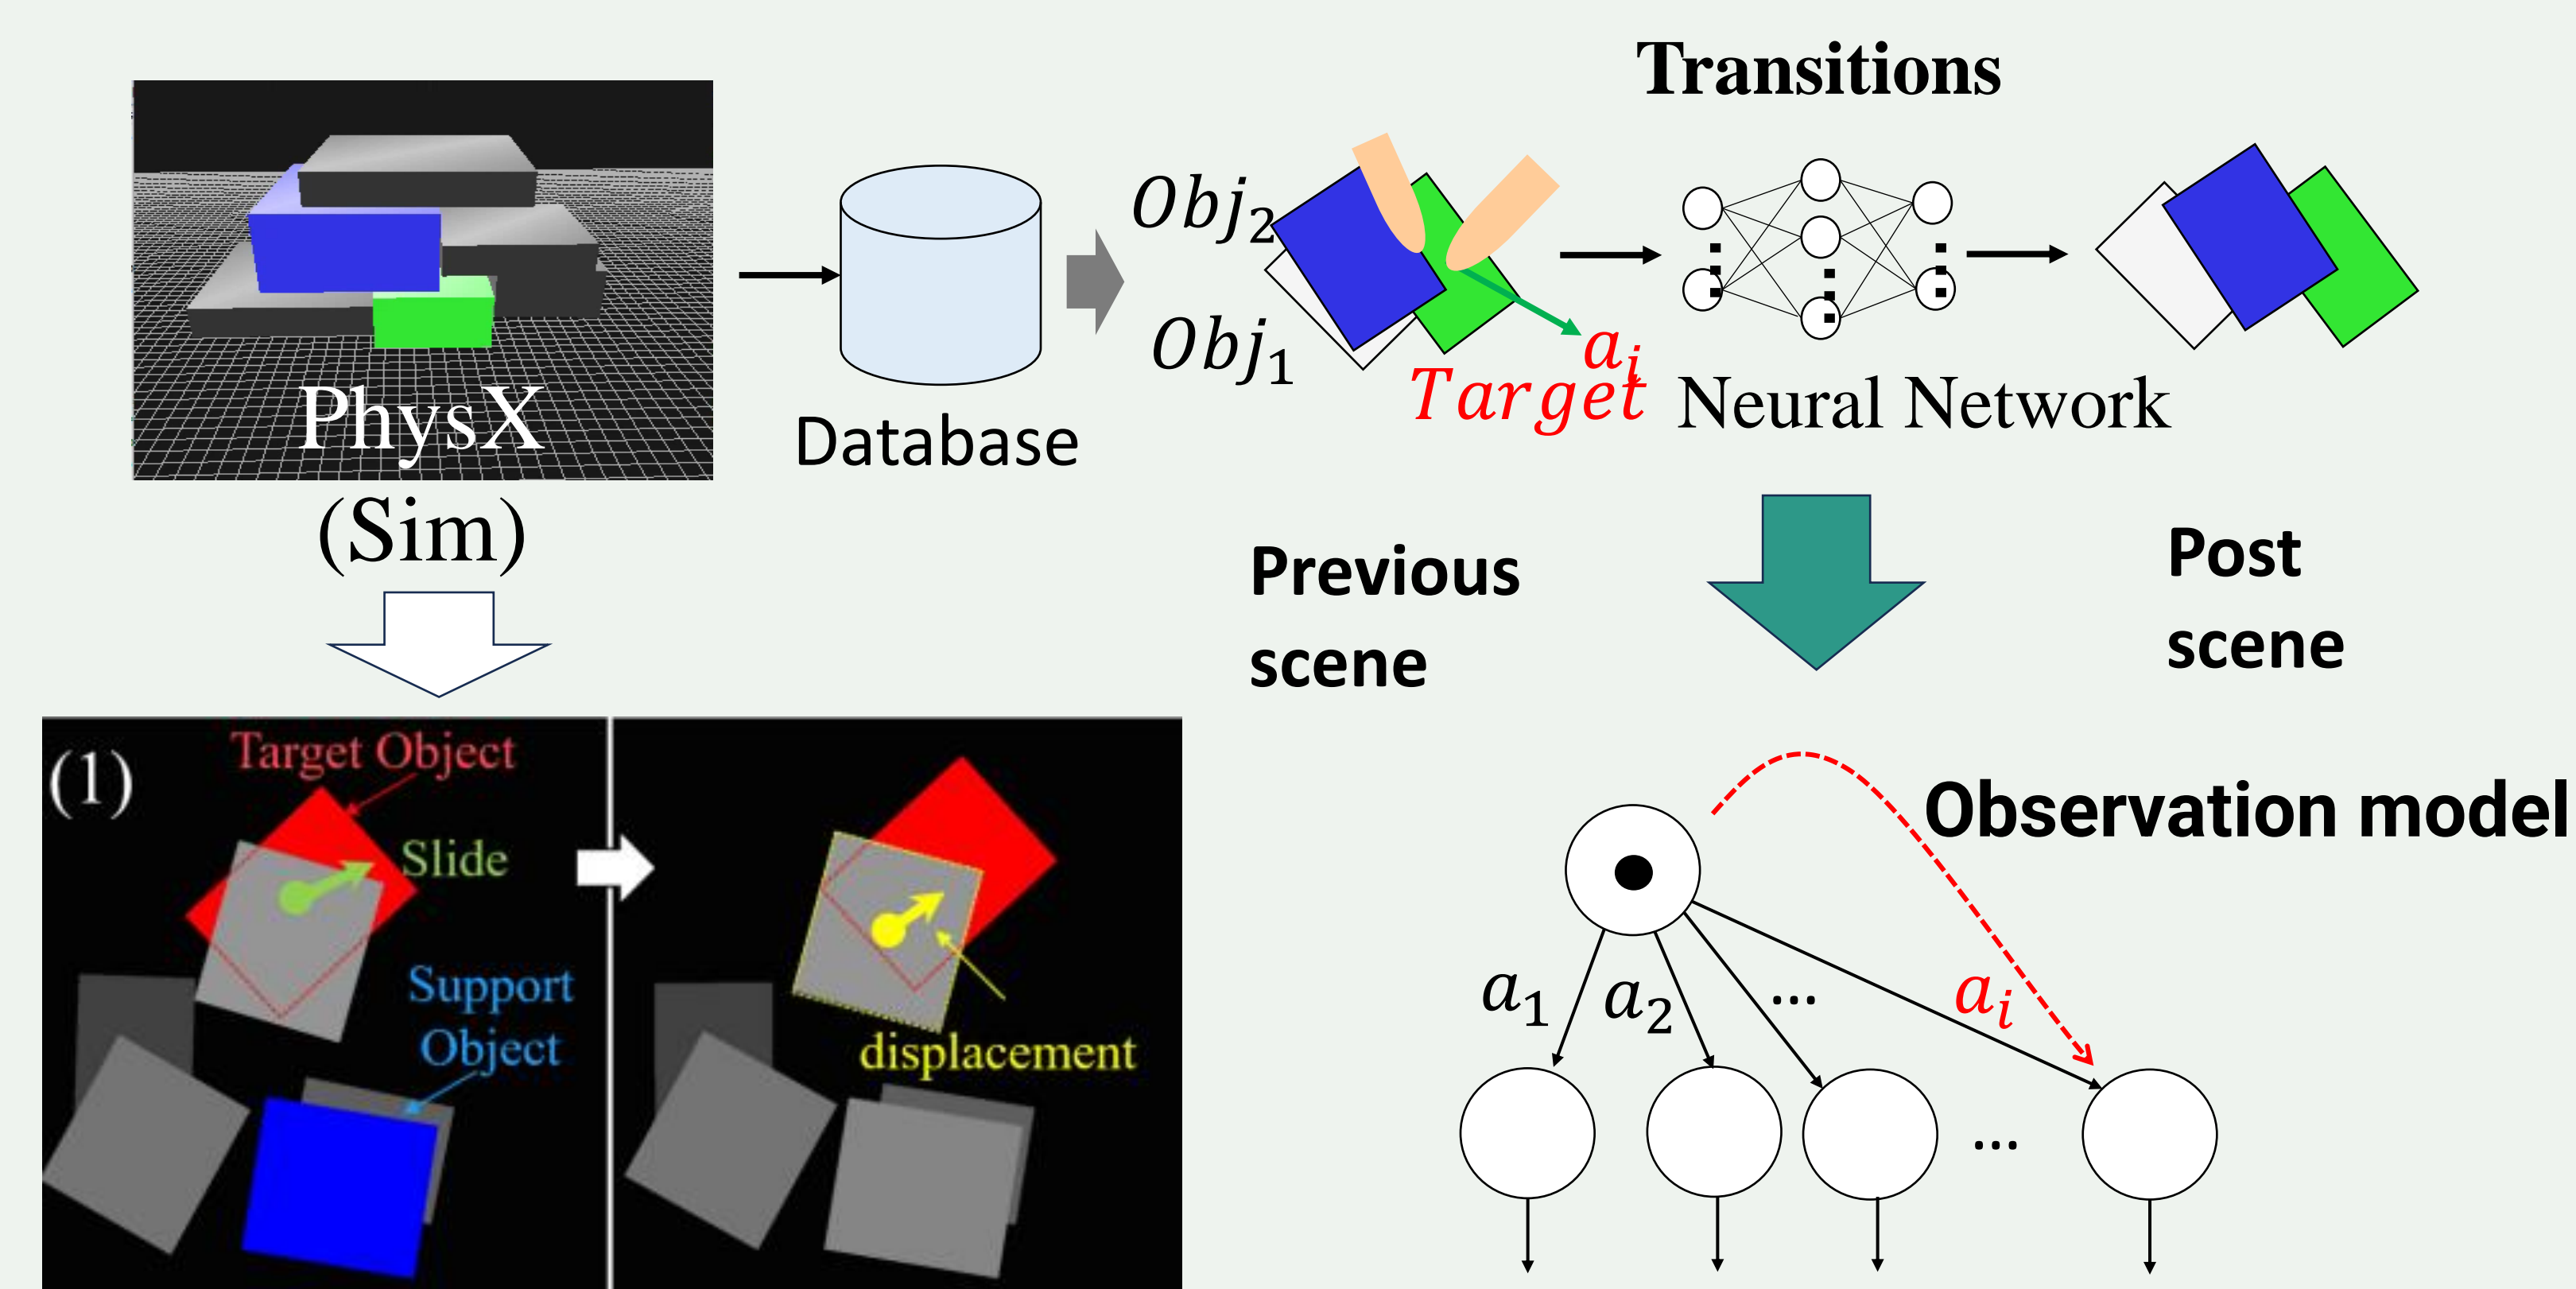 Transitions
PhysX
(Sim)
Database
Obj₂
Obj₁
aᵢ
Target
Neural Network
Previous
scene
Post
scene
(1)
Target Object
Slide
Support
Object
displacement
Observation model
a₁
a₂
...
aᵢ
...